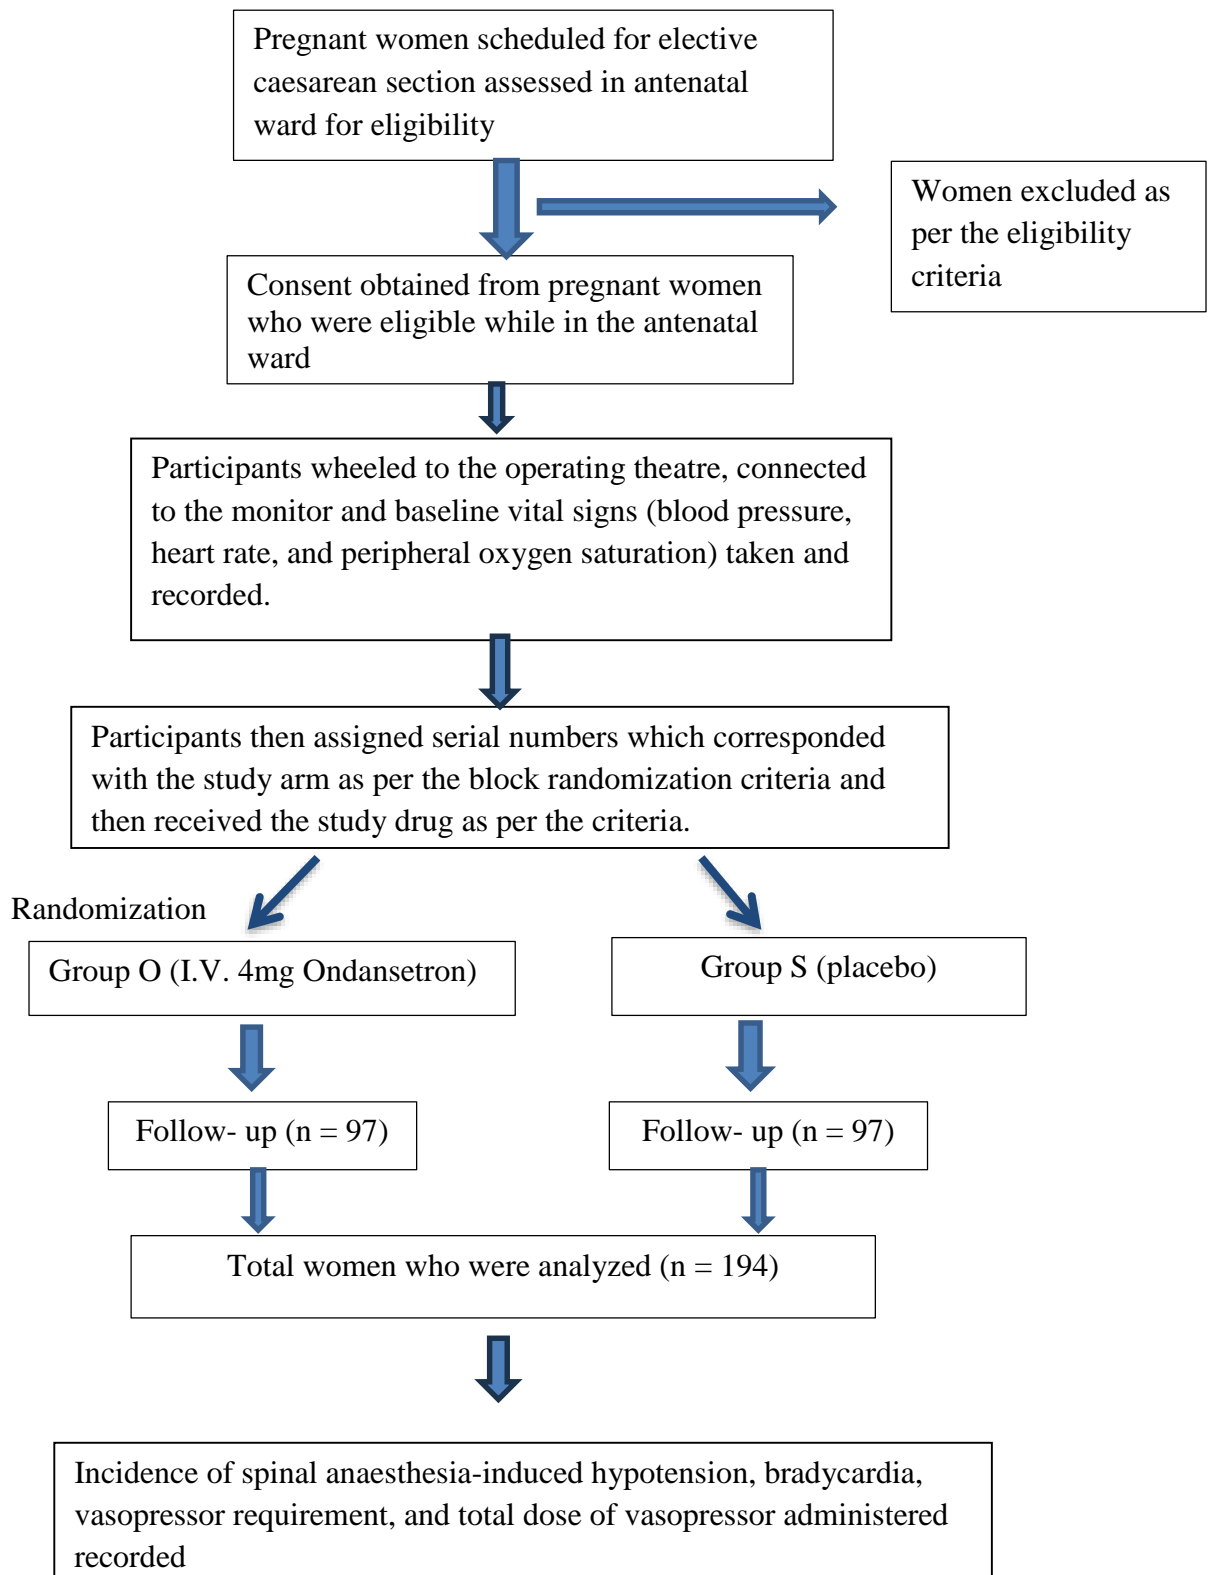 Pregnant women scheduled for elective
caesarean section assessed in antenatal
ward for eligibility
Women excluded as
per the eligibility
criteria
Consent obtained from pregnant women
who were eligible while in the antenatal
ward
Participants wheeled to the operating theatre, connected
to the monitor and baseline vital signs (blood pressure,
heart rate, and peripheral oxygen saturation) taken and
recorded.
Participants then assigned serial numbers which corresponded
with the study arm as per the block randomization criteria and
then received the study drug as per the criteria.
Randomization
Group O (I.V. 4mg Ondansetron)
Group S (placebo)
Follow- up (n = 97)
Follow- up (n = 97)
Total women who were analyzed (n = 194)
Incidence of spinal anaesthesia-induced hypotension, bradycardia,
vasopressor requirement, and total dose of vasopressor administered
recorded